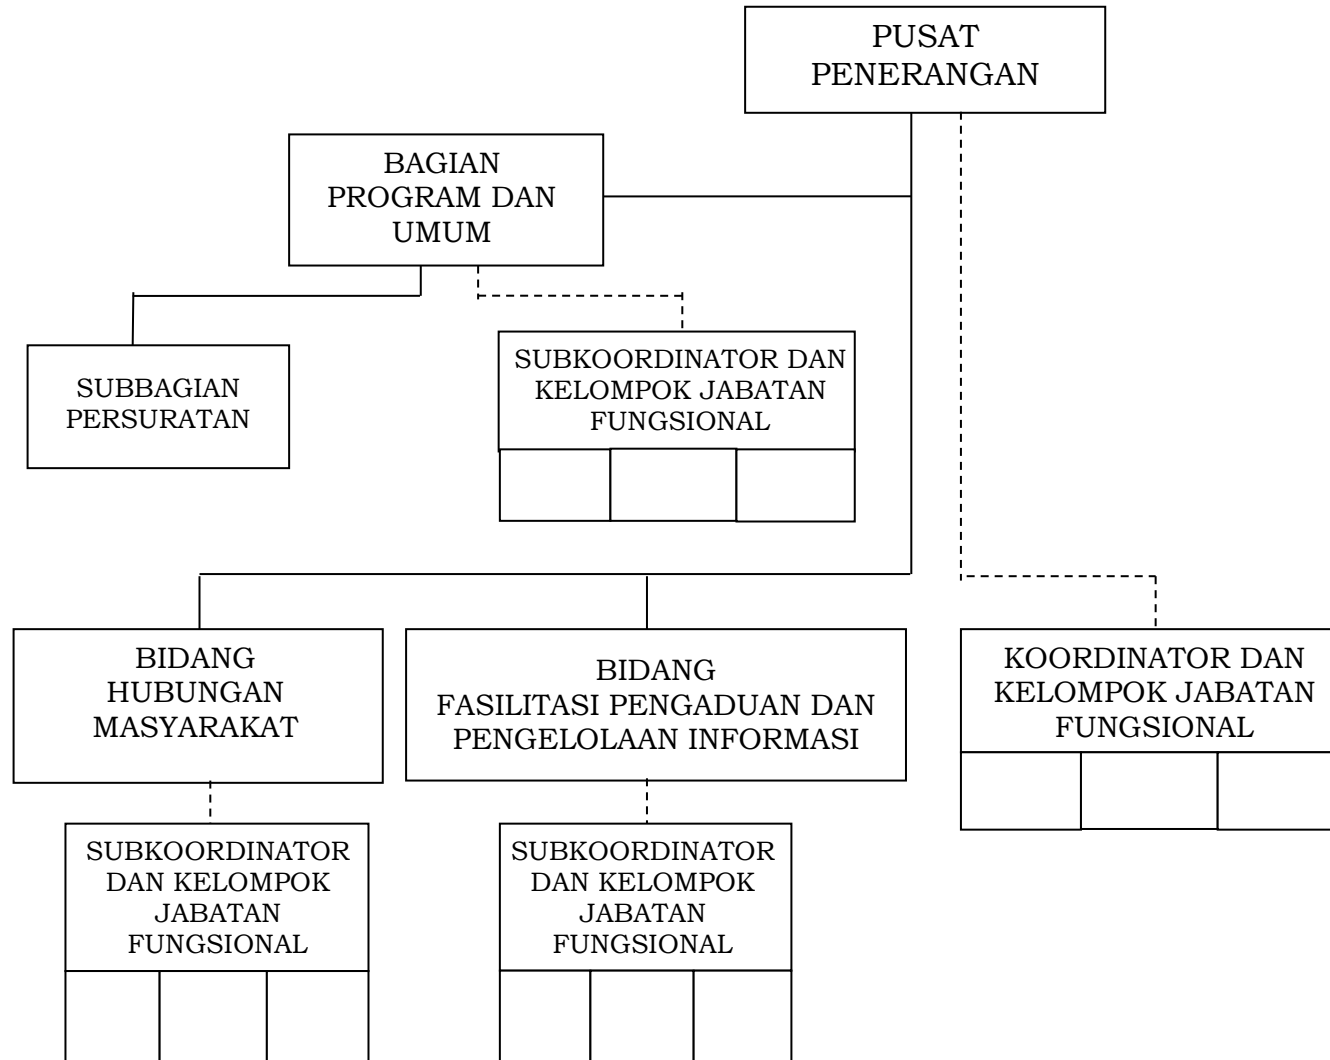 PUSAT
PENERANGAN
BAGIAN
PROGRAM DAN
UMUM
SUBBAGIAN
PERSURATAN
SUBKOORDINATOR DAN
KELOMPOK JABATAN
FUNGSIONAL
BIDANG
HUBUNGAN
MASYARAKAT
BIDANG
FASILITASI PENGADUAN DAN
PENGELOLAAN INFORMASI
KOORDINATOR DAN
KELOMPOK JABATAN
FUNGSIONAL
SUBKOORDINATOR
DAN KELOMPOK
JABATAN
FUNGSIONAL
SUBKOORDINATOR
DAN KELOMPOK
JABATAN
FUNGSIONAL